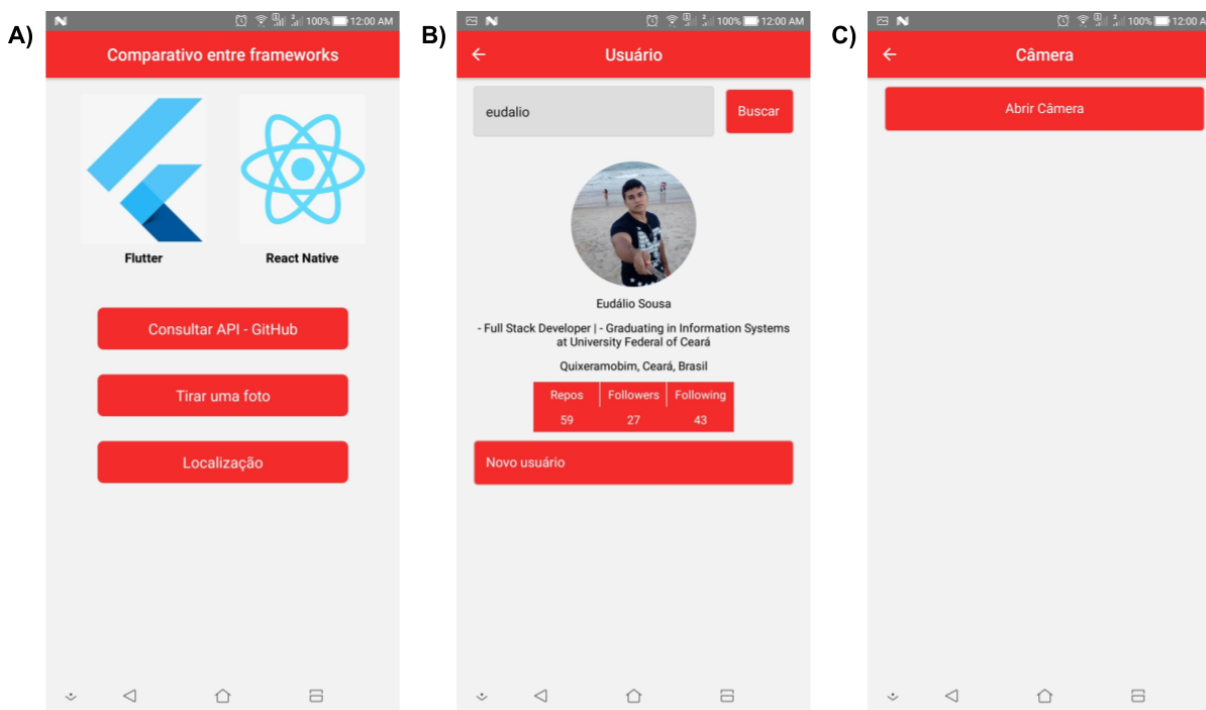 A)
100% 12:00 AM
Comparativo entre frameworks
Flutter
React Native
Consultar API - GitHub
Tirar uma foto
Localização
B)
100% 12:00 AM
Usuário
eudalio
Buscar
Eudálio Sousa
- Full Stack Developer | - Graduating in Information Systems
at University Federal of Ceará
Quixeramobim, Ceará, Brasil
Repos Followers Following
59 27 43
Novo usuário
C)
100% 12:00 A
Câmera
Abrir Câmera